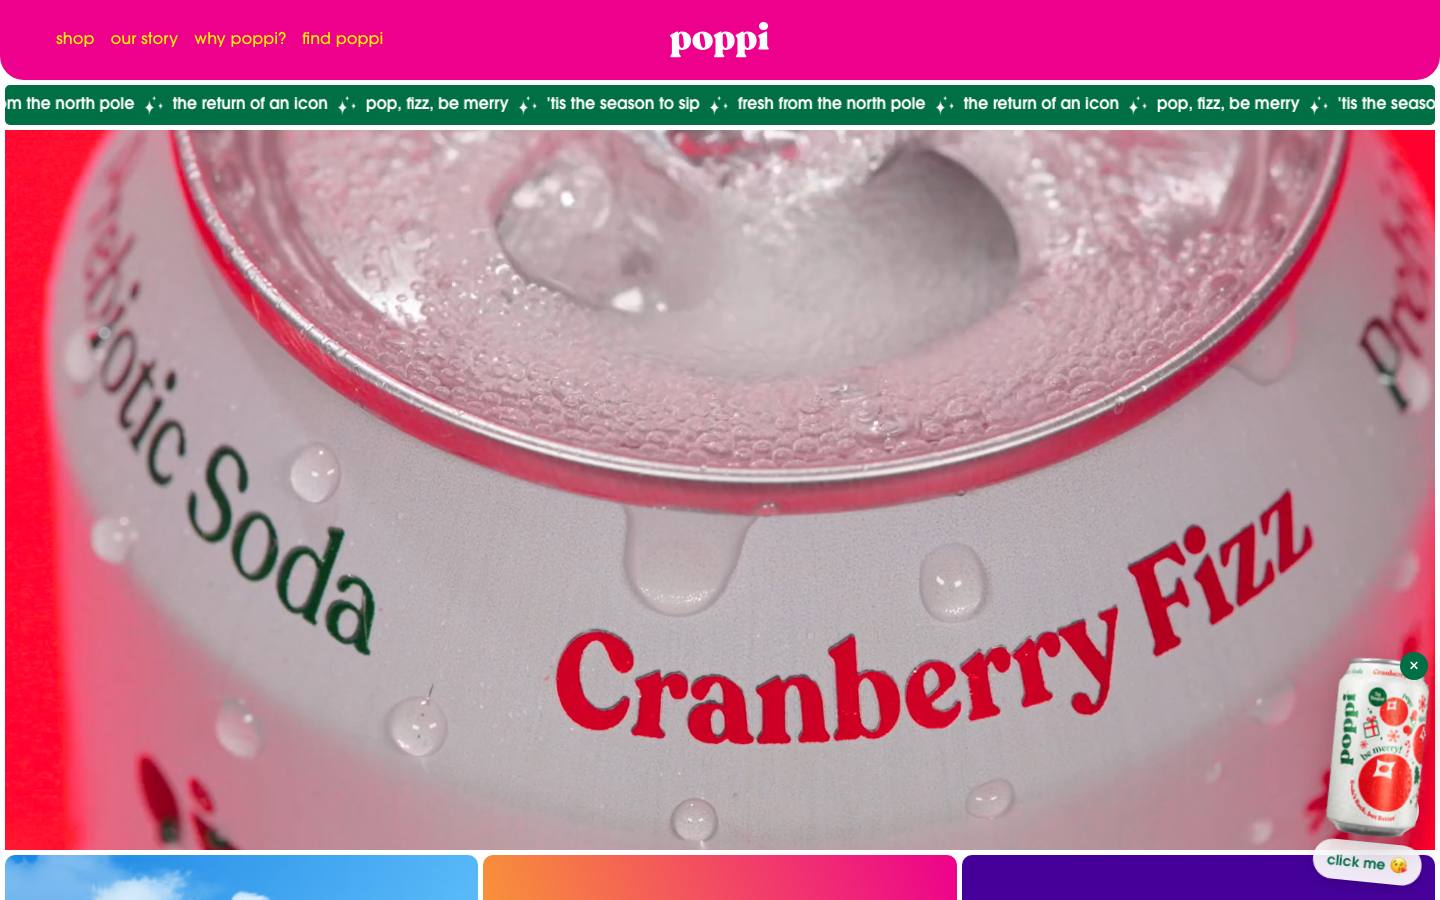 shop our story why poppi? find poppi
poppi
om the north pole the return of an icon pop, fizz, be merry 'tis the season to sip fresh from the north pole the return of an icon pop, fizz, be merry 'tis the seaso
Soda
Cranberry Fizz
poppi
be merry!
click me 😘